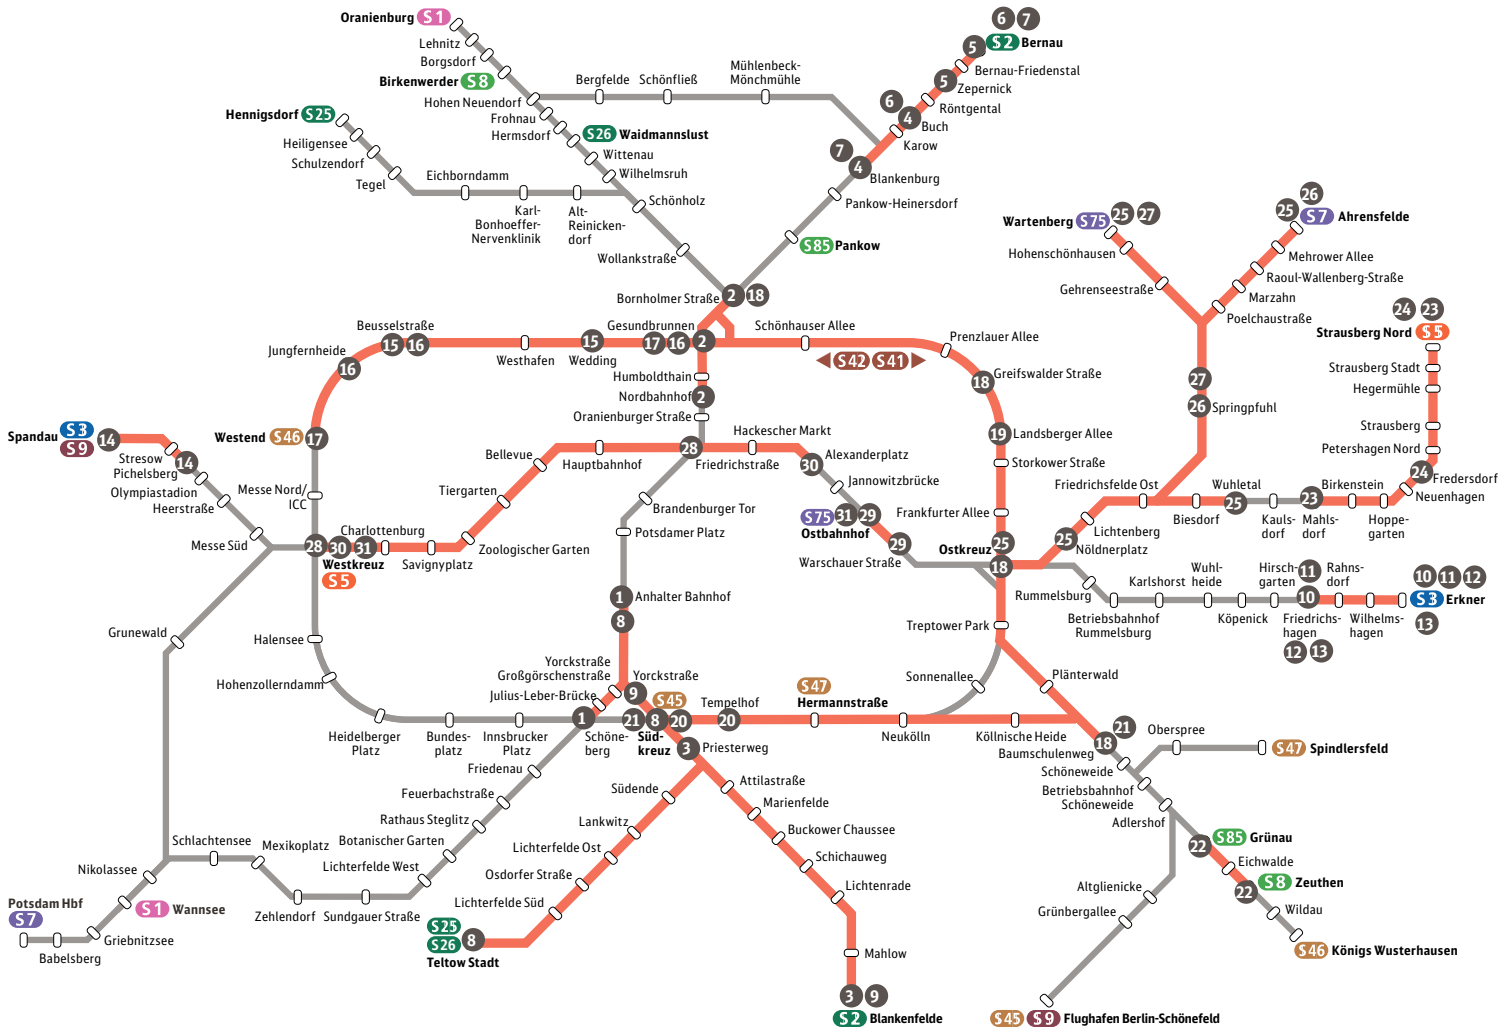 Oranienburg S 1
Lehnitz
Borgsdorf
Birkenwerder S 8
Hohen Neuendorf
Frohnau
Hermsdorf
S26 Waidmannslust
Wittenau
Wilhelmsruh
Schönholz
Wollankstraße
Bergfelde
Schönfließ
Mühlenbeck-
Mönchmühle
Hennigsdorf S25
Heiligensee
Schulzendorf
Tegel
Eichborndamm
Karl-
Bonhoeffer-
Nervenklinik
Alt-
Reinicken-
dorf
6 7
5 S 2 Bernau
Bernau-Friedenstal
5
Zepernick
Röntgental
6
4
Buch
Karow
7
4
Blankenburg
Pankow-Heinersdorf
S85 Pankow
Bornholmer Straße 2 18
Wartenberg S75 25 27
Hohenschönhausen
Gehrenseestraße
26
25 S 7 Ahrensfelde
Mehrower Allee
Raoul-Wallenberg-Straße
Marzahn
Poelchaustraße
27
26 Springpfuhl
24 23
Strausberg Nord S 5
Strausberg Stadt
Hegermühle
Strausberg
Petershagen Nord
24 Fredersdorf
Neuenhagen
Hoppe-
garten
Birkenstein
23
Mahls-
dorf
Kauls-
dorf
Wuhletal
25
Biesdorf
Friedrichsfelde Ost
Lichtenberg
25 Nöldnerplatz
Beusselstraße
15 16
Jungfernheide
16
Westhafen
15
Wedding
Gesundbrunnen
17 16 2
Schönhauser Allee
S42 S41
Prenzlauer Allee
18 Greifswalder Straße
19 Landsberger Allee
Storkower Straße
Frankfurter Allee
25
Ostkreuz
18
Humboldthain
Nordbahnhof 2
Oranienburger Straße
Spandau S3
S9
14
Stresow
14
Pichelsberg
Olympiastadion
Heerstraße
Messe Süd
Westend S46 17
Messe Nord/
ICC
28 30 31
Charlottenburg
Westkreuz
S 5
Savignyplatz
Zoologischer Garten
Tiergarten
Bellevue
Hauptbahnhof
28
Friedrichstraße
Hackescher Markt
30 Alexanderplatz
Jannowitzbrücke
S75 31 29
Ostbahnhof
29
Warschauer Straße
Brandenburger Tor
Potsdamer Platz
1 Anhalter Bahnhof
8
Rummelsburg
Betriebsbahnhof
Rummelsburg
Karlshorst
Wuhl-
heide
Köpenick
Hirsch-
garten
11
10
Friedrichs-
hagen
12 13
Rahns-
dorf
Wilhelms-
hagen
10 11 12
S3 Erkner
13
Treptower Park
Grunewald
Halensee
Hohenzollerndamm
Heidelberger
Platz
Bundes-
platz
Innsbrucker
Platz
Yorckstraße
Großgörschenstraße
Julius-Leber-Brücke
1
Schöne-
berg
Yorckstraße
9
S45
21 8 20
Süd-
kreuz
Tempelhof
20
S47
Hermannstraße
Neukölln
Sonnenallee
Köllnische Heide
Plänterwald
21
Baumschulenweg 18
Schöneweide
Oberspree
S47 Spindlersfeld
Betriebsbahnhof
Schöneweide
Adlershof
S85 Grünau
22
Eichwalde
S 8 Zeuthen
22
Wildau
S46 Königs Wusterhausen
Altglienicke
Grünbergallee
S45 S9 Flughafen Berlin-Schönefeld
3 Priesterweg
Attilastraße
Marienfelde
Buckower Chaussee
Schichauweg
Lichtenrade
Mahlow
3 9
S 2 Blankenfelde
Südende
Lankwitz
Lichterfelde Ost
Osdorfer Straße
Lichterfelde Süd
S25
S26 8
Teltow Stadt
Friedenau
Feuerbachstraße
Rathaus Steglitz
Botanischer Garten
Lichterfelde West
Sundgauer Straße
Zehlendorf
Mexikoplatz
Schlachtensee
Nikolassee
S 1 Wannsee
Potsdam Hbf
S 7
Griebnitzsee
Babelsberg